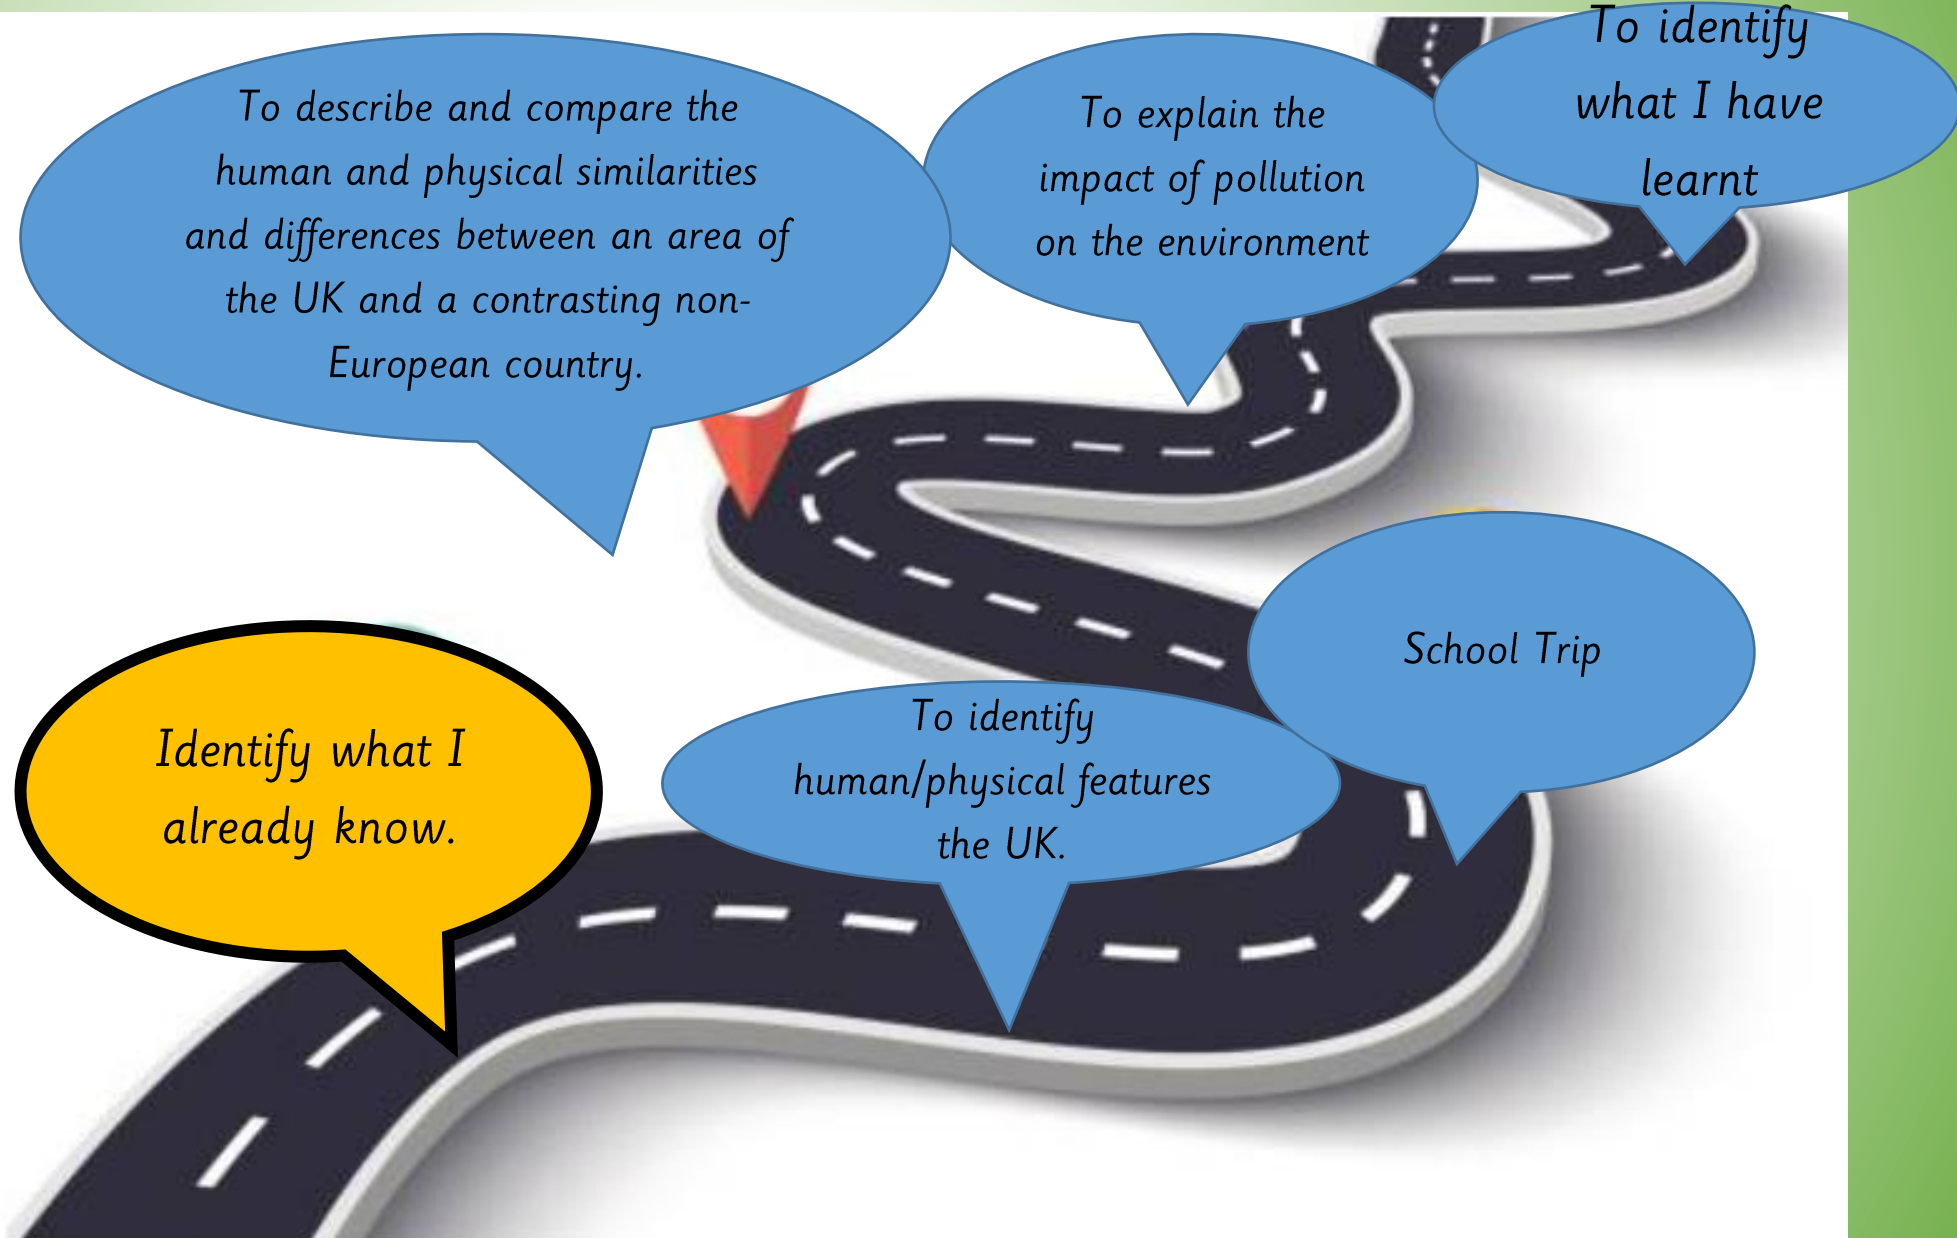 To describe and compare the
human and physical similarities
and differences between an area of
the UK and a contrasting non-
European country.
To explain the
impact of pollution
on the environment
To identify
what I have
learnt
School Trip
Identify what I
already know.
To identify
human/physical features
the UK.